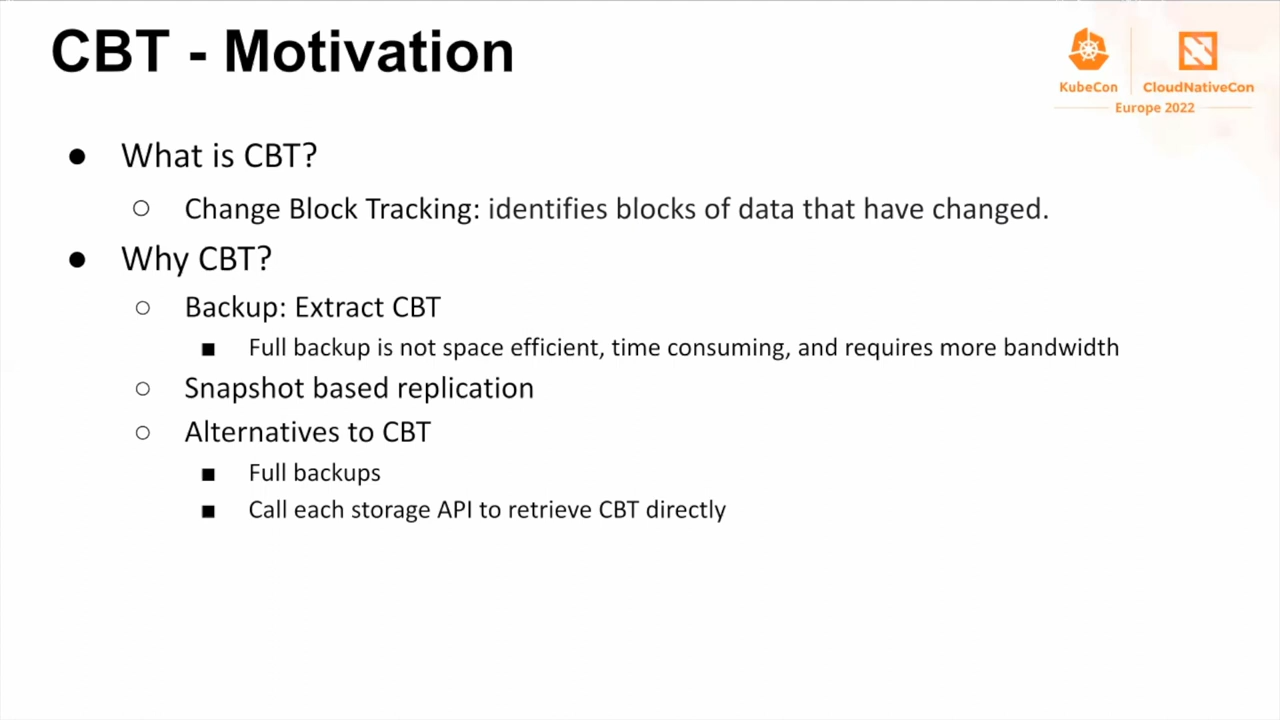 CBT - Motivation
KubeCon
CloudNativeCon
Europe 2022
● What is CBT?
○ Change Block Tracking: identifies blocks of data that have changed.
● Why CBT?
○ Backup: Extract CBT
■ Full backup is not space efficient, time consuming, and requires more bandwidth
○ Snapshot based replication
○ Alternatives to CBT
■ Full backups
■ Call each storage API to retrieve CBT directly